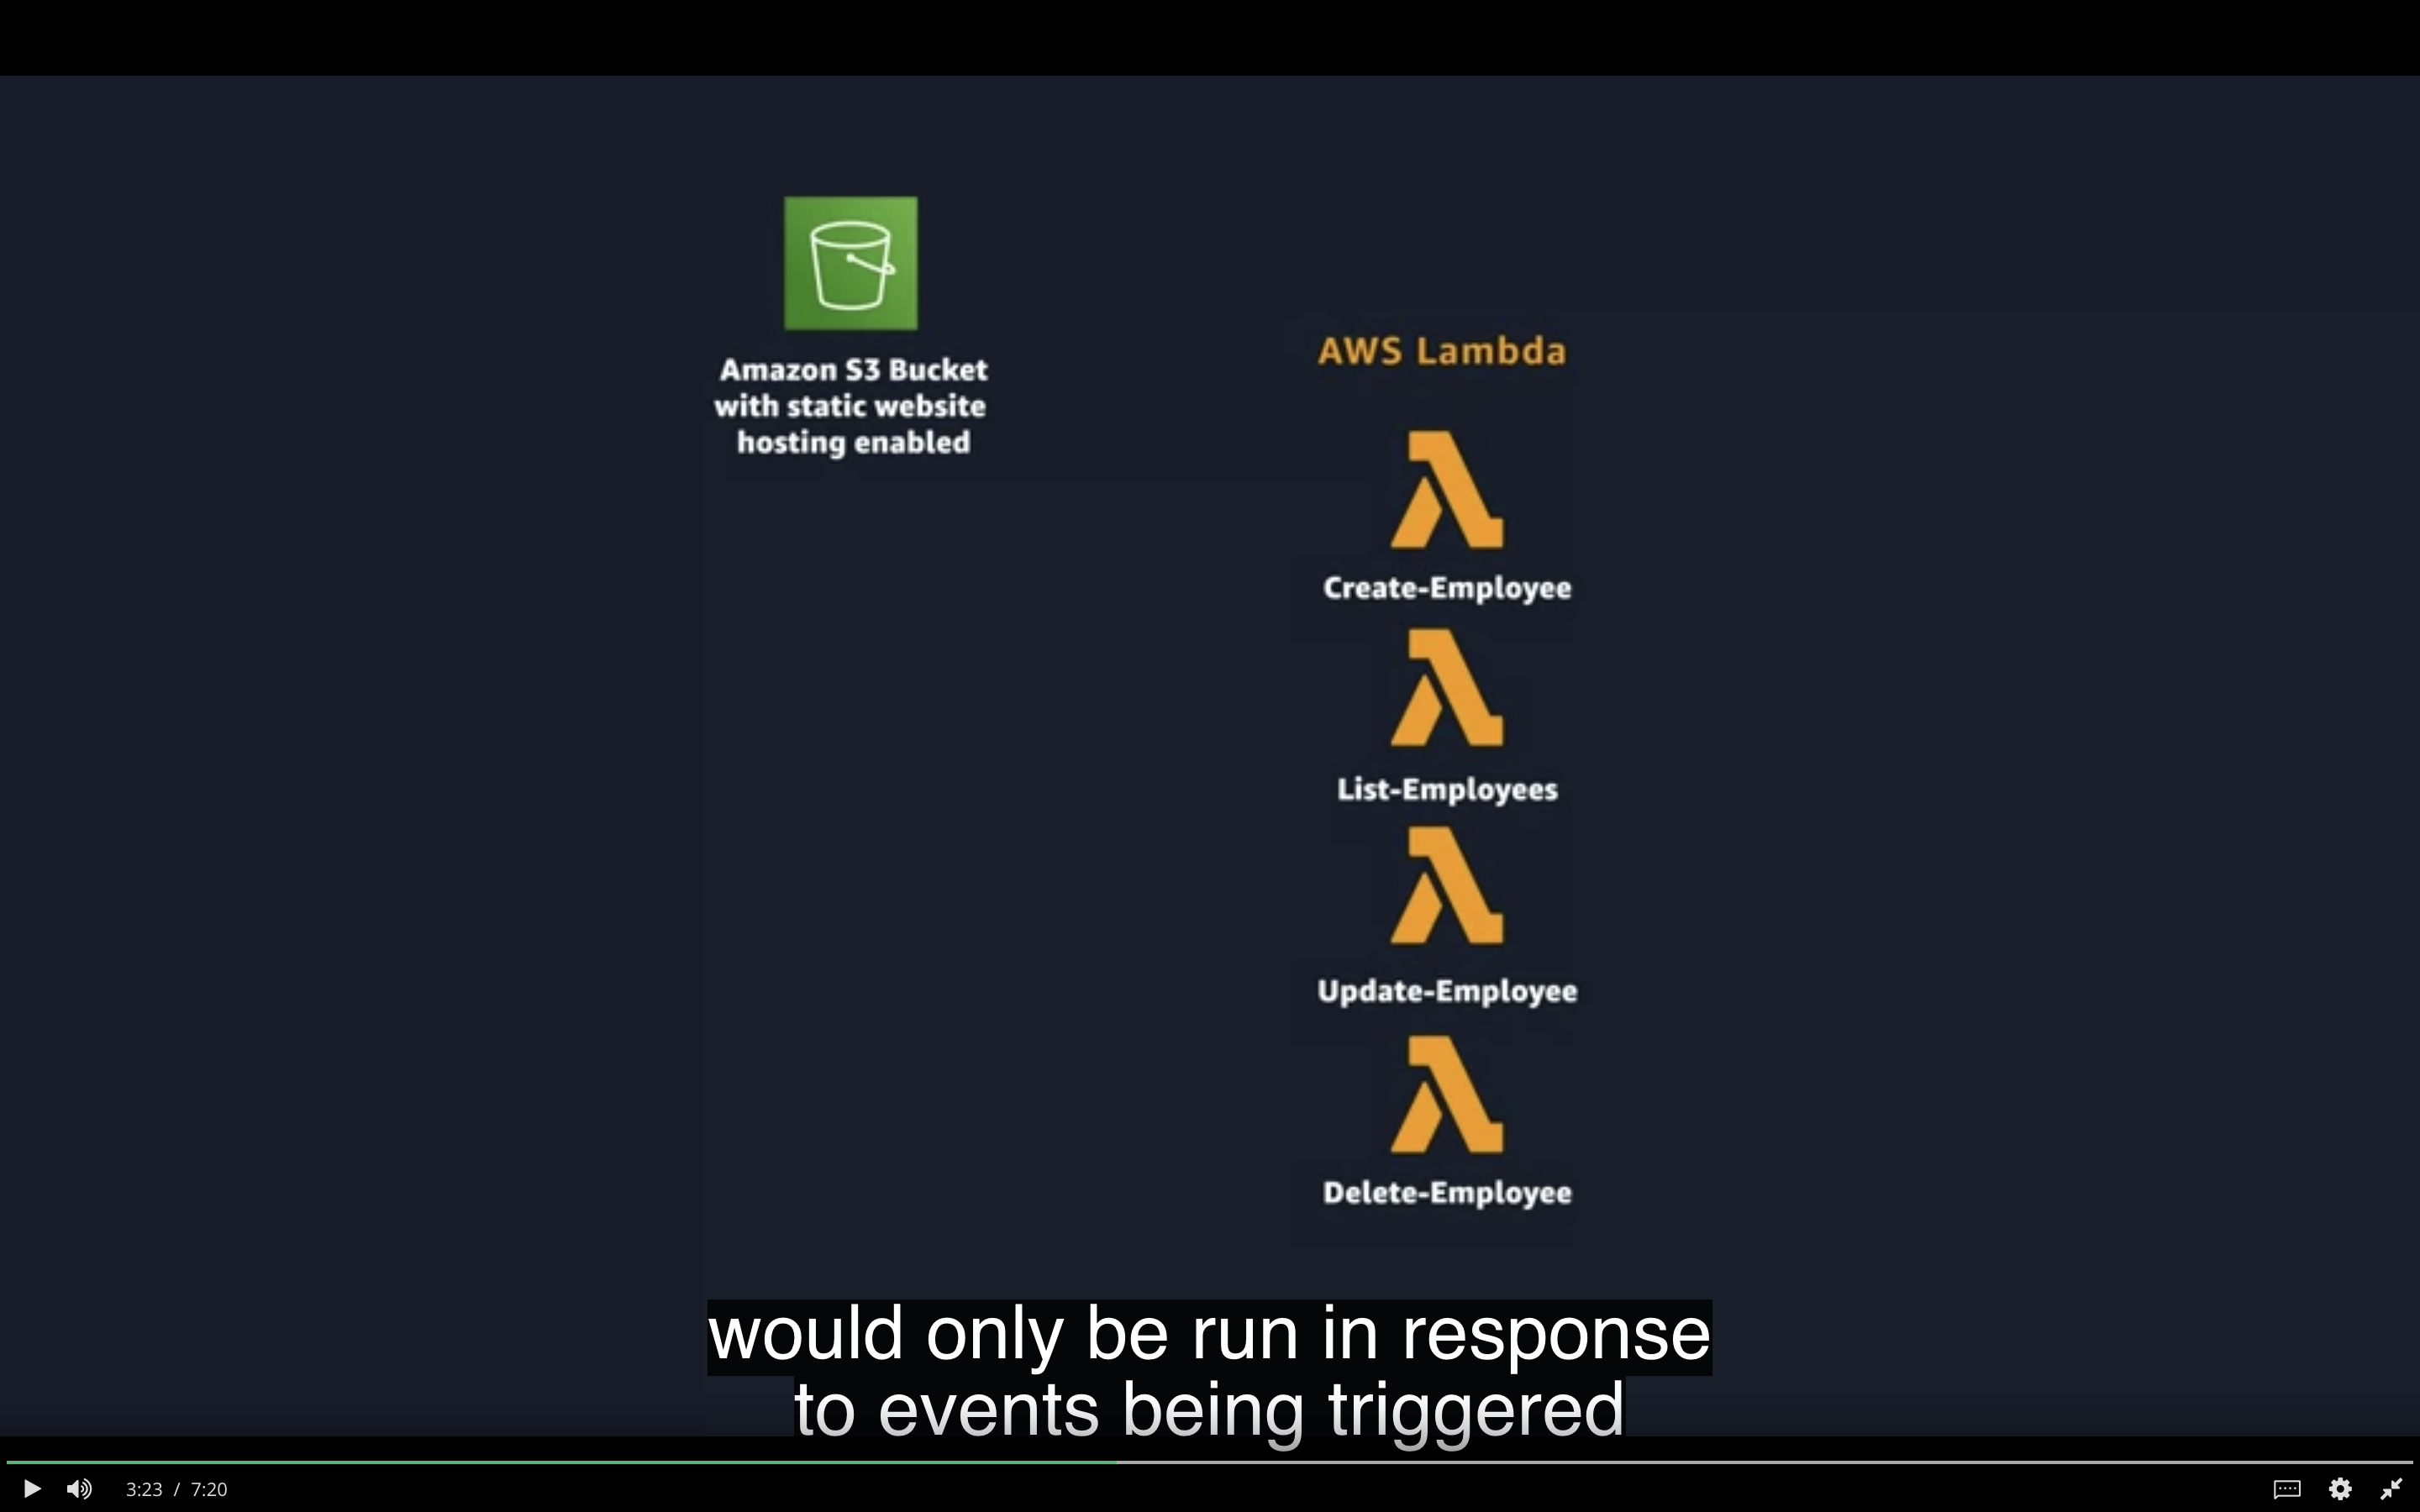 Amazon S3 Bucket
with static website
hosting enabled
AWS Lambda
Create-Employee
List-Employees
Update-Employee
Delete-Employee
would only be run in response
to events being triggered
3:23 / 7:20